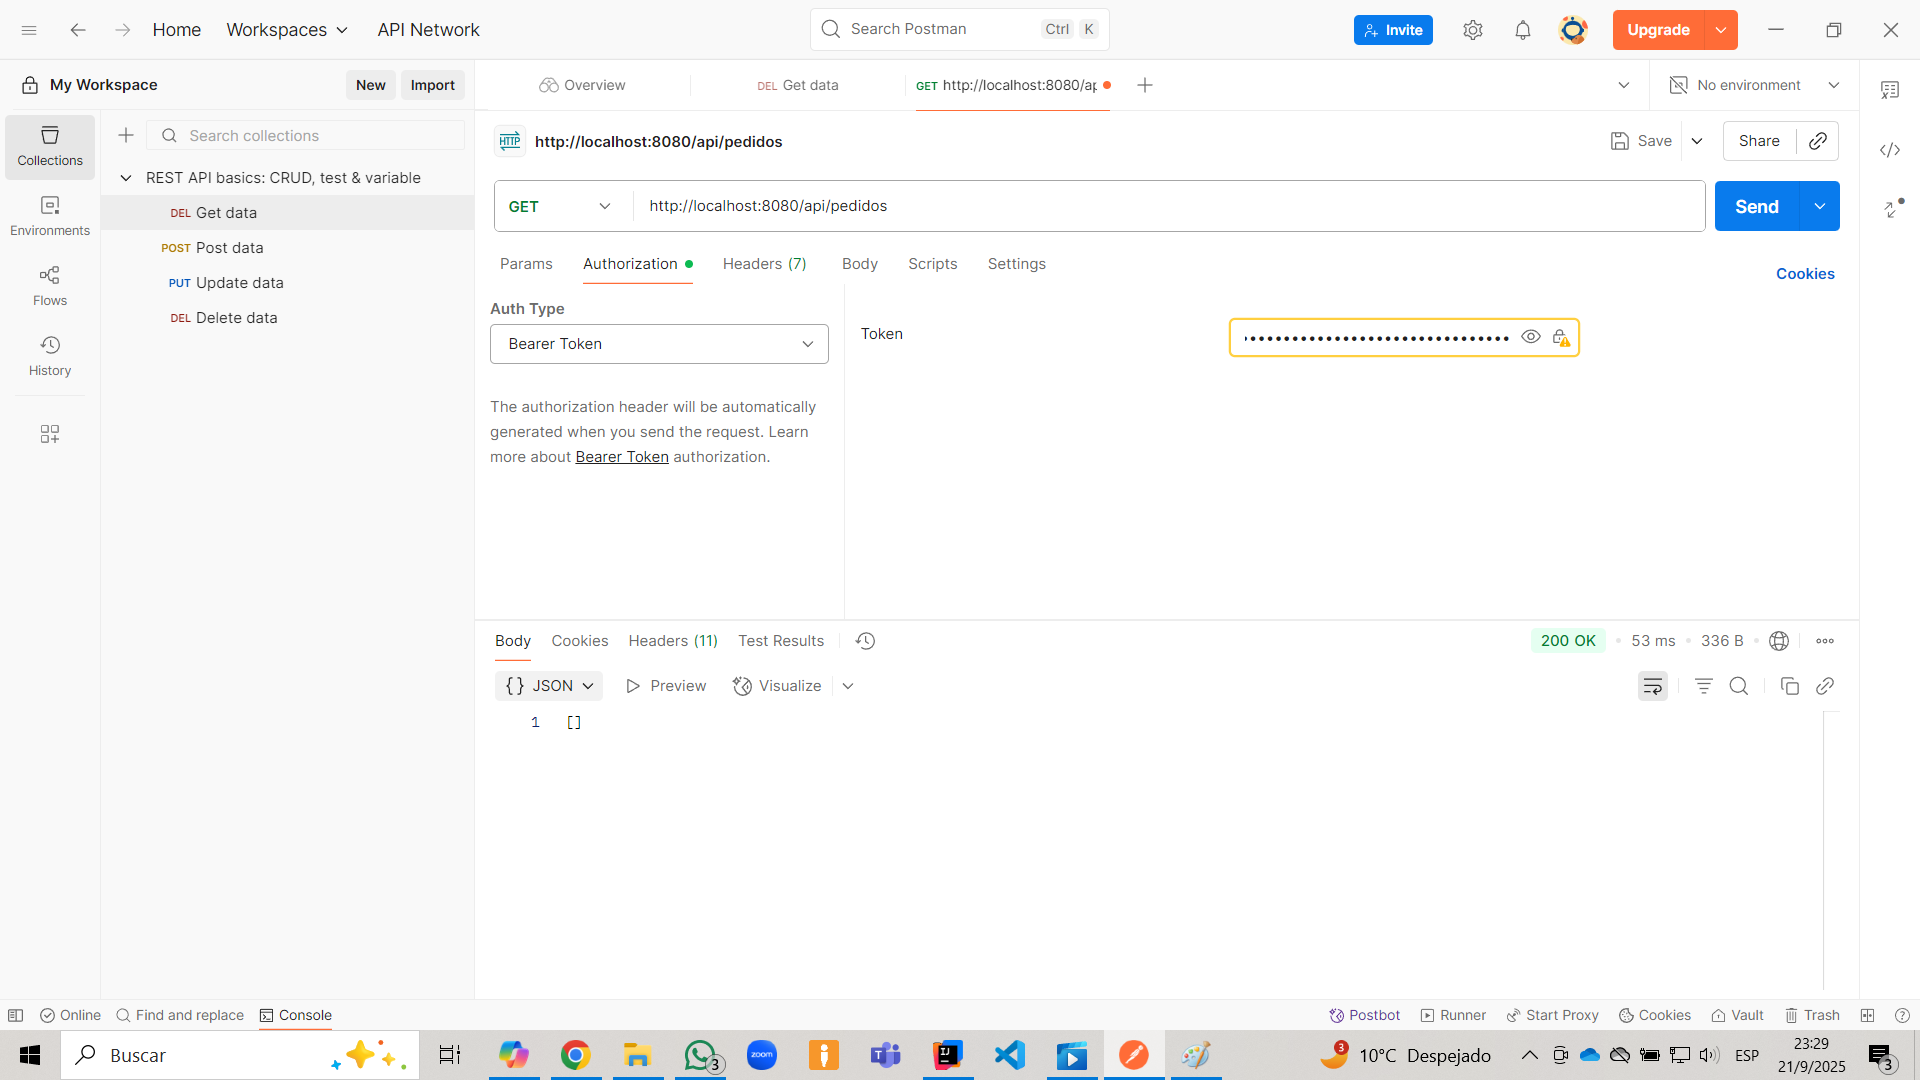 Home
Workspaces
API Network
Search Postman
Ctrl K
Invite
Upgrade
My Workspace
New
Import
Overview
DEL Get data
GET http://localhost:8080/ap
No environment
Collections
Search collections
REST API basics: CRUD, test & variable
DEL Get data
POST Post data
PUT Update data
DEL Delete data
Environments
Flows
History
HTTP http://localhost:8080/api/pedidos
Save
Share
GET
http://localhost:8080/api/pedidos
Send
Params
Authorization
Headers (7)
Body
Scripts
Settings
Cookies
Auth Type
Bearer Token
Token
The authorization header will be automatically
generated when you send the request. Learn
more about Bearer Token authorization.
Body
Cookies
Headers (11)
Test Results
200 OK
53 ms
336 B
{} JSON
Preview
Visualize
1 []
Online
Find and replace
Console
Postbot
Runner
Start Proxy
Cookies
Vault
Trash
Buscar
3
zoom
3
10°C Despejado
ESP
23:29
21/9/2025
3